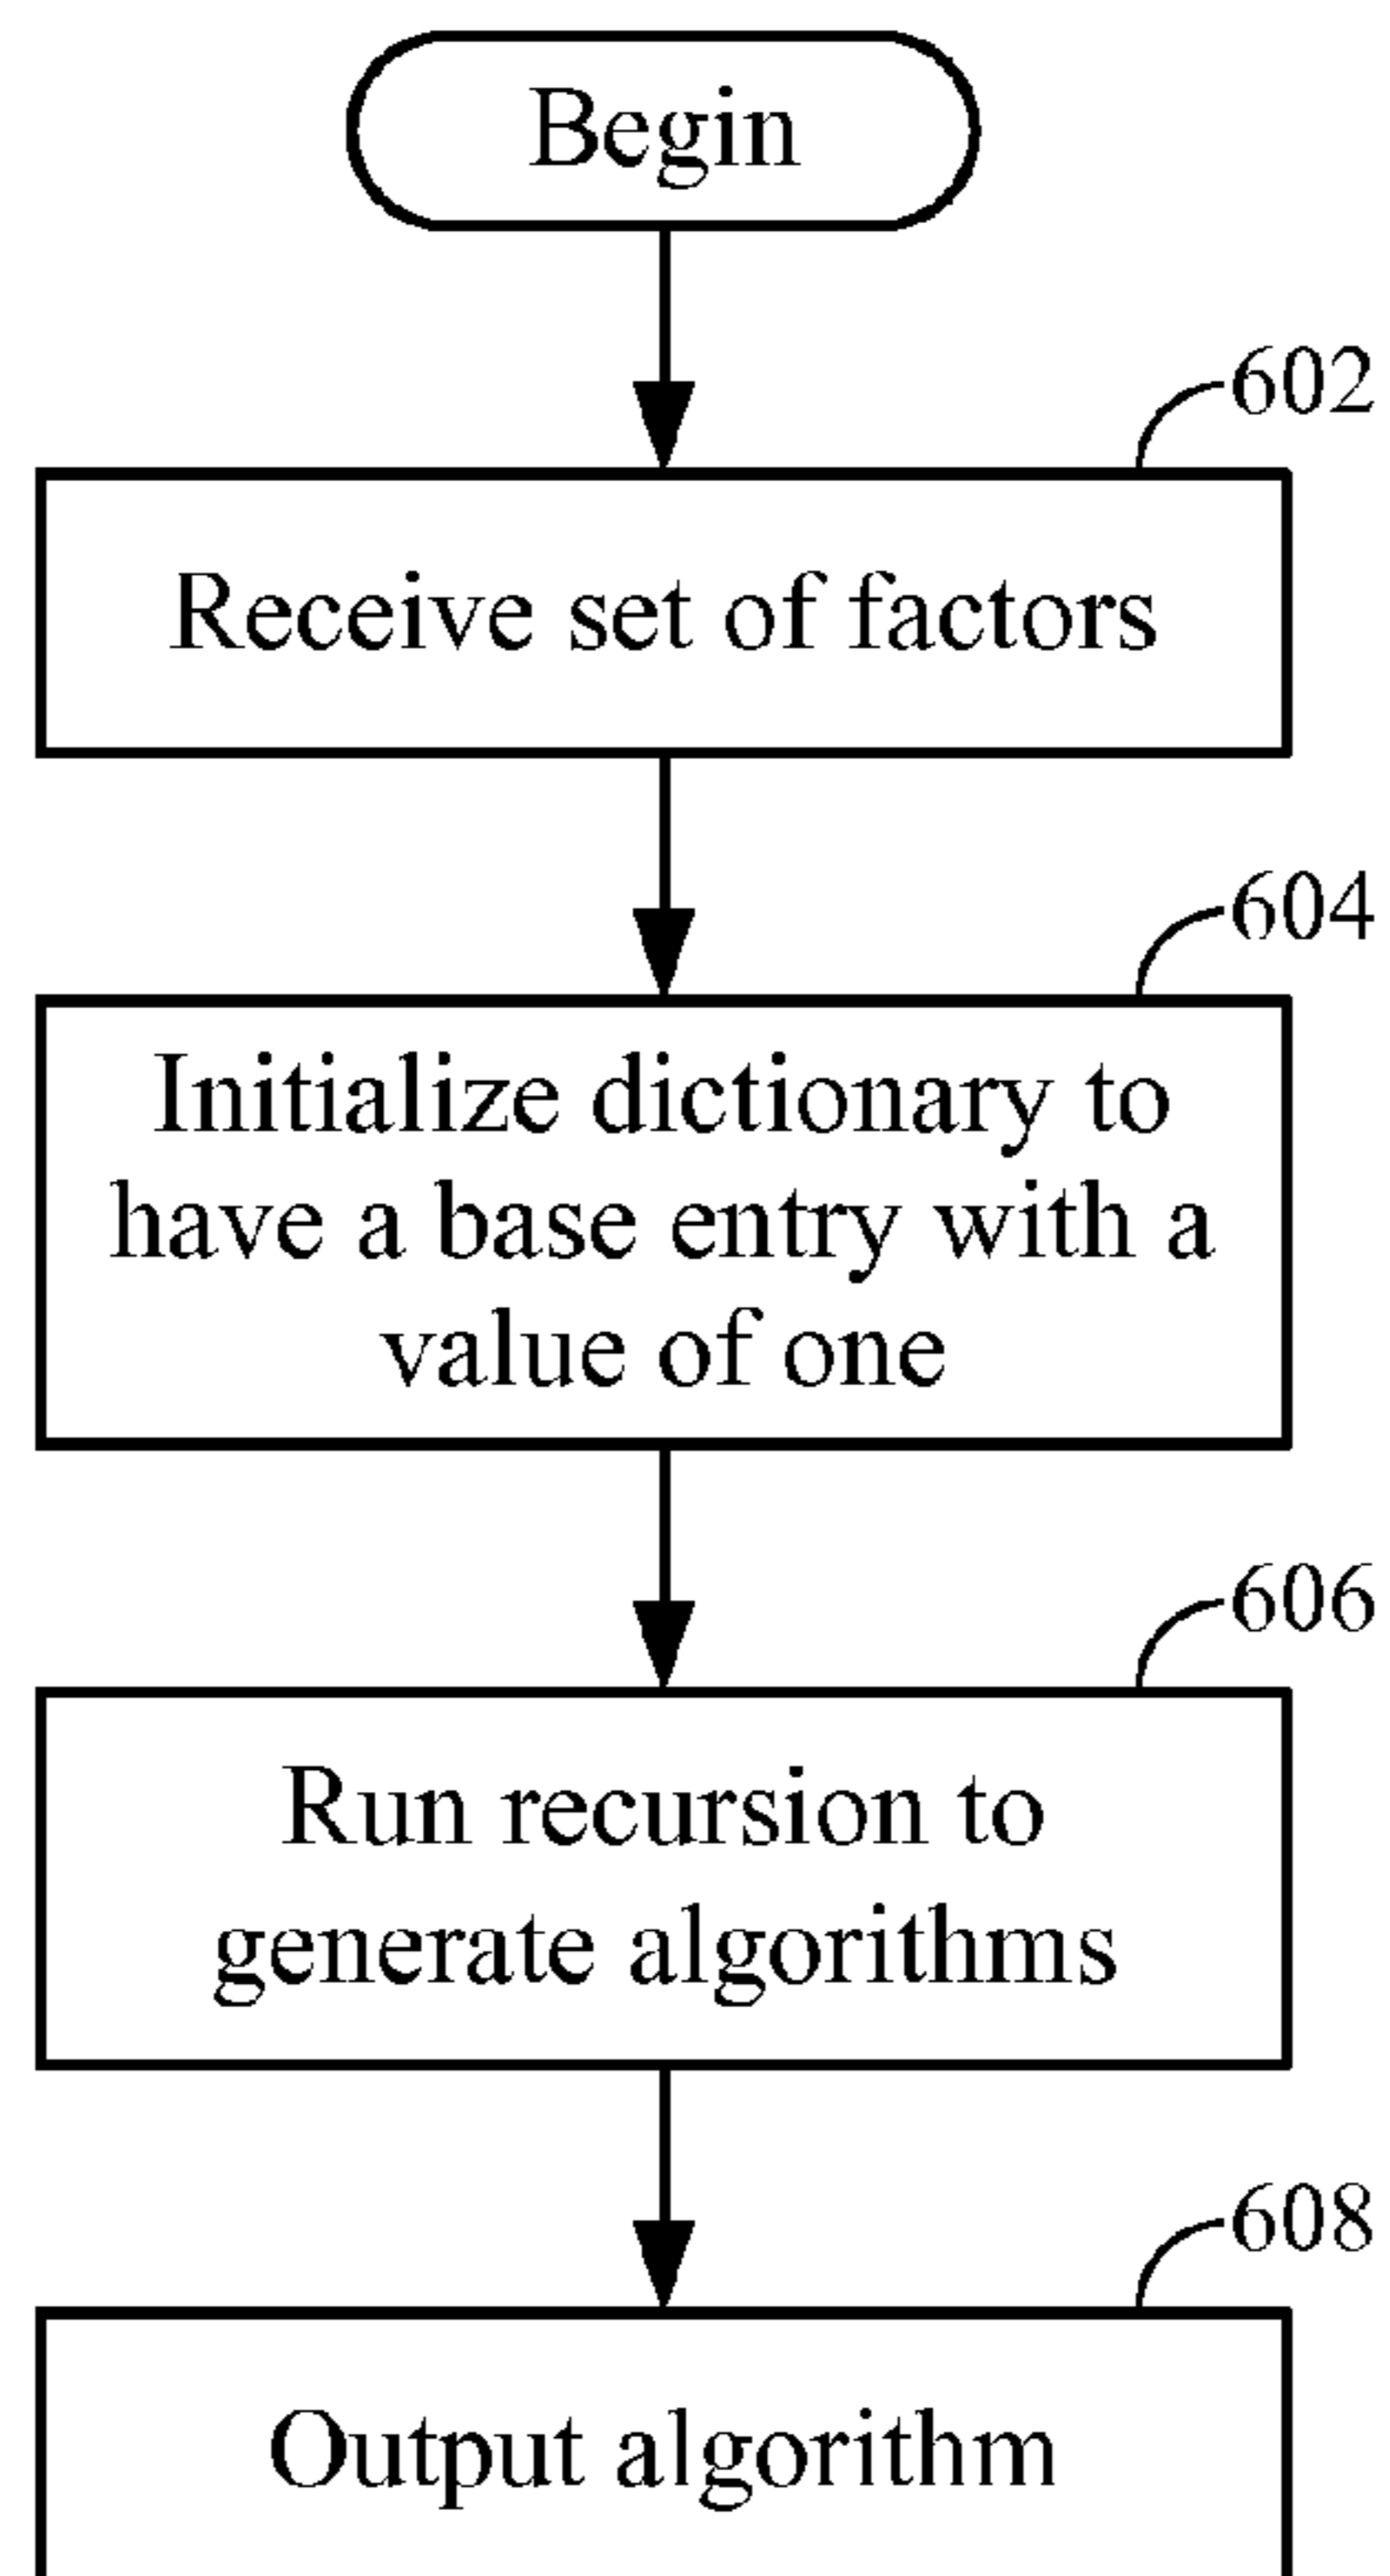 Begin
602
Receive set of factors
604
Initialize dictionary to
have a base entry with a
value of one
606
Run recursion to
generate algorithms
608
Output algorithm